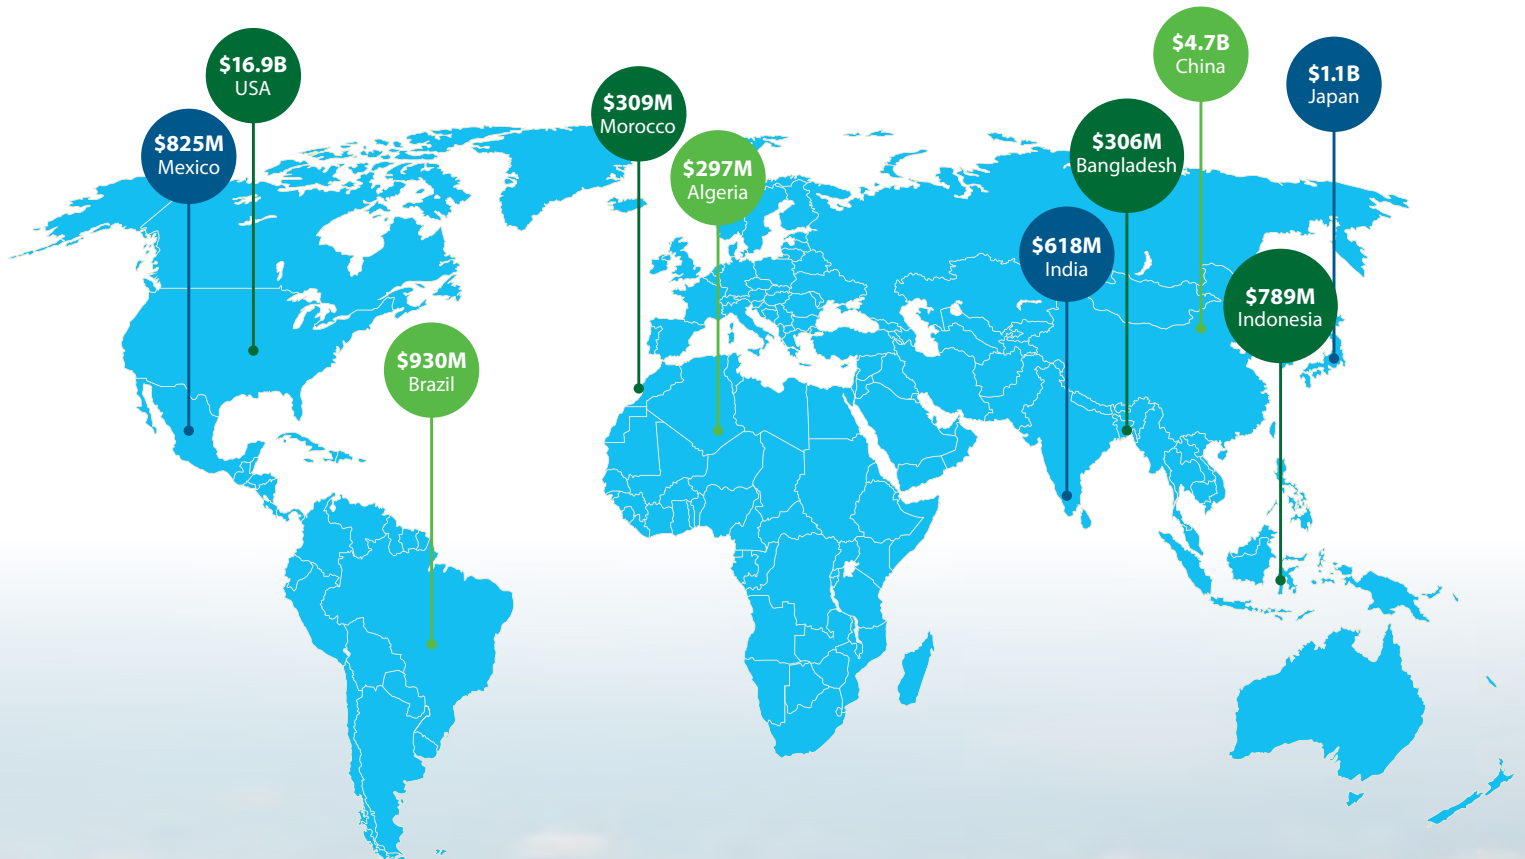 $16.9B
USA
$825M
Mexico
$930M
Brazil
$309M
Morocco
$297M
Algeria
$618M
India
$306M
Bangladesh
$4.7B
China
$789M
Indonesia
$1.1B
Japan